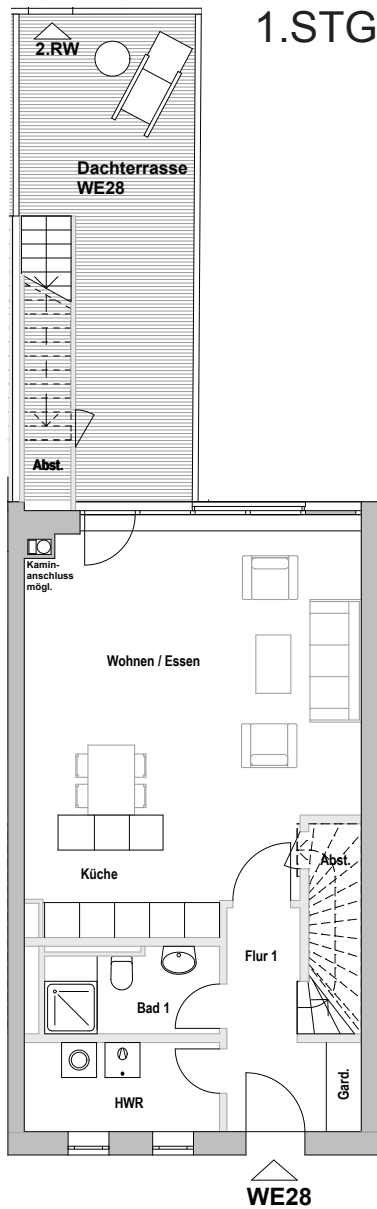 1.STG
2.RW
Dachterrasse
WE28
Abst.
Kamin-
anschluss
mögl.
Wohnen / Essen
Küche
Abst.
Flur 1
Bad 1
HWR
Gard.
WE28